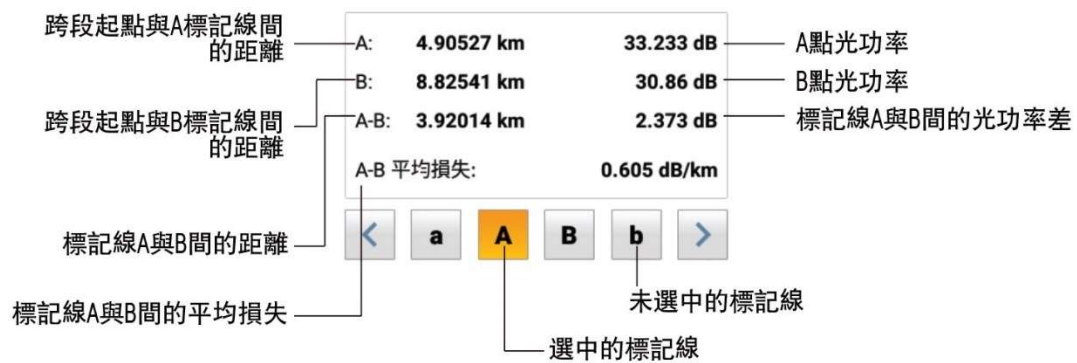 跨段起點與A標記線間
的距離
A: 4.90527 km 33.233 dB
A點光功率
B: 8.82541 km 30.86 dB
B點光功率
跨段起點與B標記線間
的距離
A-B: 3.92014 km 2.373 dB
標記線A與B間的光功率差
A-B 平均損失: 0.605 dB/km
標記線A與B間的距離
< a A B b >
標記線A與B間的平均損失
未選中的標記線
選中的標記線